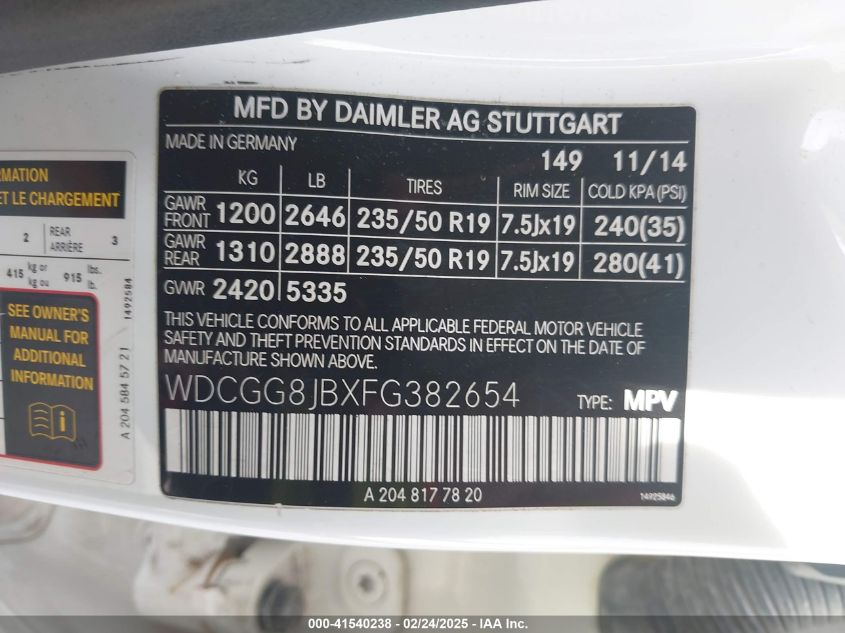 MFD BY DAIMLER AG STUTTGART
MADE IN GERMANY
149 11/14
KG LB TIRES RIM SIZE COLD KPA (PSI)
GAWR FRONT 1200 2646 235/50 R19 7.5Jx19 240(35)
GAWR REAR 1310 2888 235/50 R19 7.5Jx19 280(41)
GVWR 2420 5335
THIS VEHICLE CONFORMS TO ALL APPLICABLE FEDERAL MOTOR VEHICLE
SAFETY AND THEFT PREVENTION STANDARDS IN EFFECT ON THE DATE OF
MANUFACTURE SHOWN ABOVE.
WDCGG8JBXFG382654 TYPE: MPV
A 204 817 78 20
14925846
ET LE CHARGEMENT
2 REAR ARRIÈRE 3
415 kg or kg ou 915 lbs. lb.
SEE OWNER'S
MANUAL FOR
ADDITIONAL
INFORMATION
A 204 584 57 21
1492584
000-41540238 - 02/24/2025 - IAA Inc.